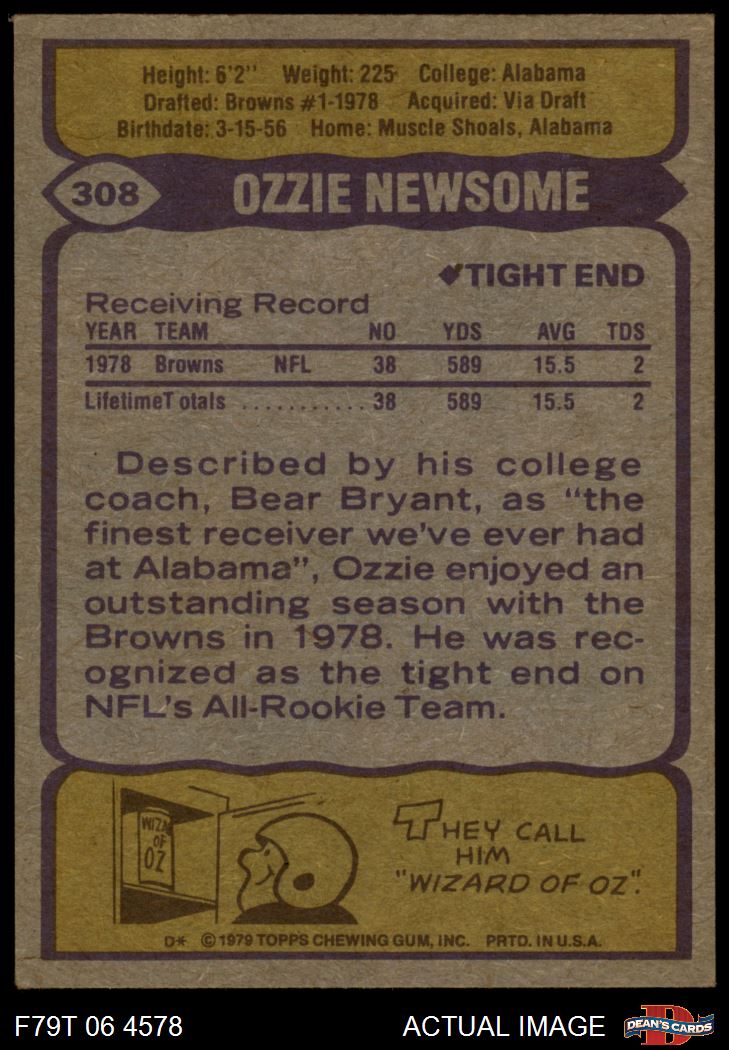 Height: 6'2" Weight: 225 College: Alabama
Drafted: Browns #1-1978 Acquired: Via Draft
Birthdate: 3-15-56 Home: Muscle Shoals, Alabama
308 OZZIE NEWSOME
TIGHT END
Receiving Record
YEAR TEAM NO YDS AVG TDS
1978 Browns NFL 38 589 15.5 2
LifetimeT otals ........... 38 589 15.5 2
Described by his college
coach, Bear Bryant, as "the
finest receiver we've ever had
at Alabama", Ozzie enjoyed an
outstanding season with the
Browns in 1978. He was rec-
ognized as the tight end on
NFL's All-Rookie Team.
WIZA
OF
OZ
THEY CALL
HIM
"WIZARD OF OZ".
D* © 1979 TOPPS CHEWING GUM, INC. PRTD. IN U.S.A.
F79T 06 4578 ACTUAL IMAGE D DEAN'S CARDS